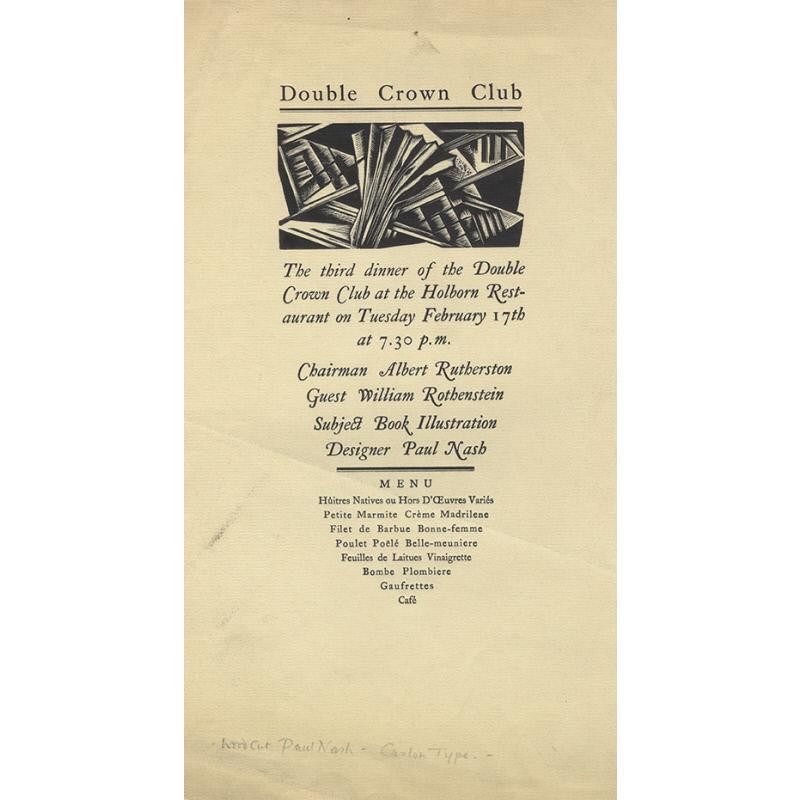 Double Crown Club
The third dinner of the Double
Crown Club at the Holborn Rest-
aurant on Tuesday February 17th
at 7.30 p.m.
Chairman Albert Rutherston
Guest William Rothenstein
Subject Book Illustration
Designer Paul Nash
MENU
Hûitres Natives ou Hors D'Œuvres Variés
Petite Marmite Crème Madrilene
Filet de Barbue Bonne-femme
Poulet Poëlé Belle-meuniere
Feuilles de Laitues Vinaigrette
Bombe Plombiere
Gaufrettes
Café
- Wood Cut Paul Nash - Caslon Type. -